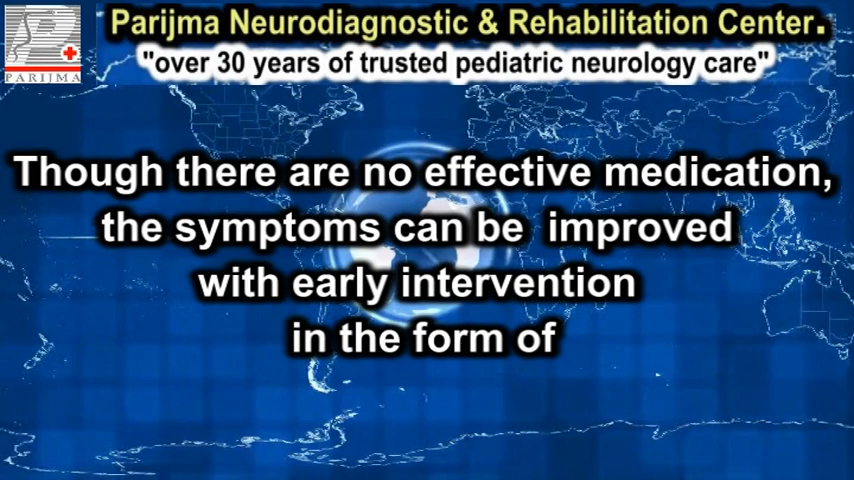 PARIJMA
Parijma Neurodiagnostic & Rehabilitation Center.
"over 30 years of trusted pediatric neurology care"
Though there are no effective medication,
the symptoms can be improved
with early intervention
in the form of